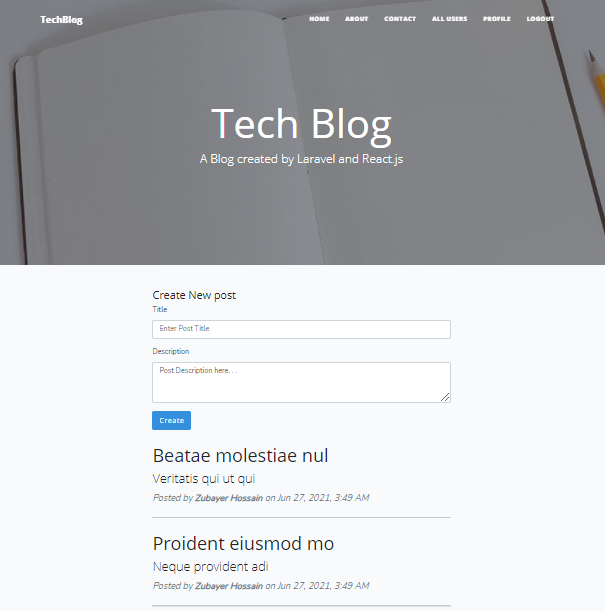 TechBlog
HOME ABOUT CONTACT ALL USERS PROFILE LOGOUT
Tech Blog
A Blog created by Laravel and React.js
Create New post
Title
Enter Post Title
Description
Post Description here. . .
Create
Beatae molestiae nul
Veritatis qui ut qui
Posted by Zubayer Hossain on Jun 27, 2021, 3:49 AM
Proident eiusmod mo
Neque provident adi
Posted by Zubayer Hossain on Jun 27, 2021, 3:49 AM